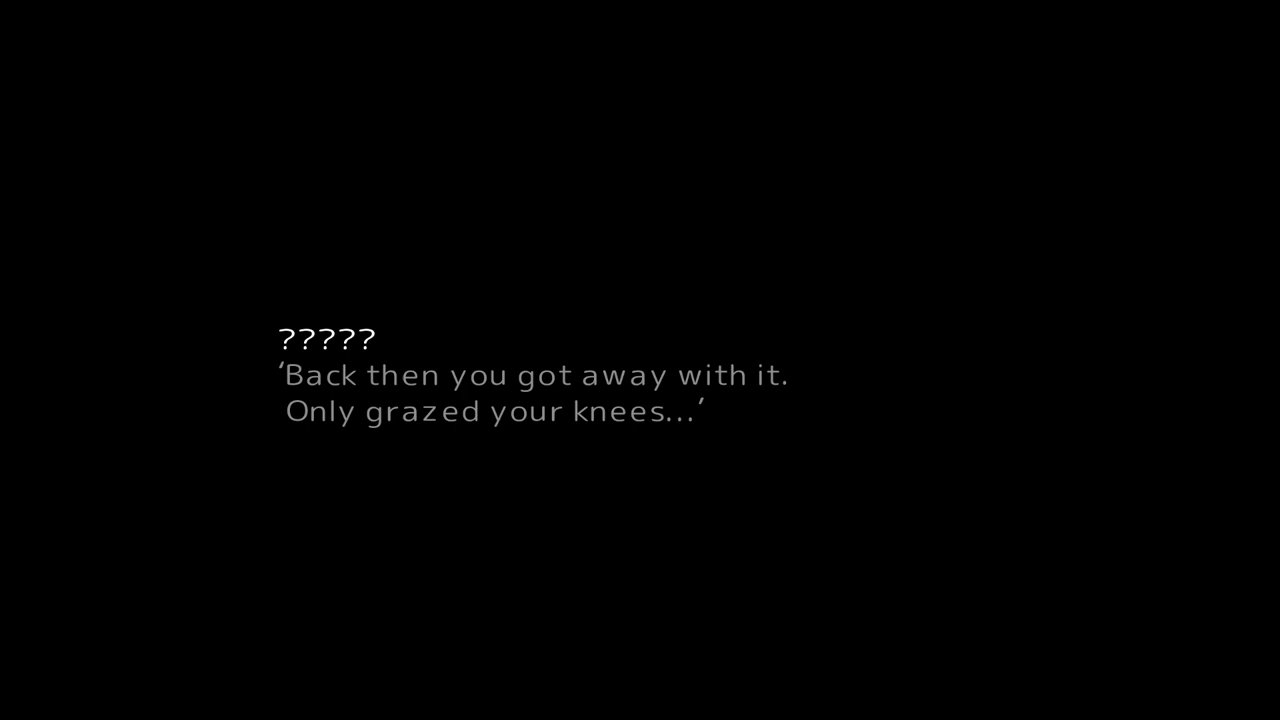 ?????
‘Back then you got away with it.
Only grazed your knees...’